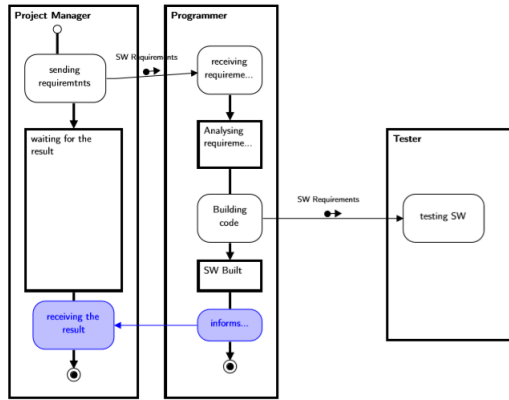 Project Manager
Programmer
SW Requirements
sending
requiremtnts
receiving
requireme...
waiting for the
result
Analysing
requireme...
Tester
SW Requirements
Building
code
testing SW
SW Built
receiving the
result
informs...